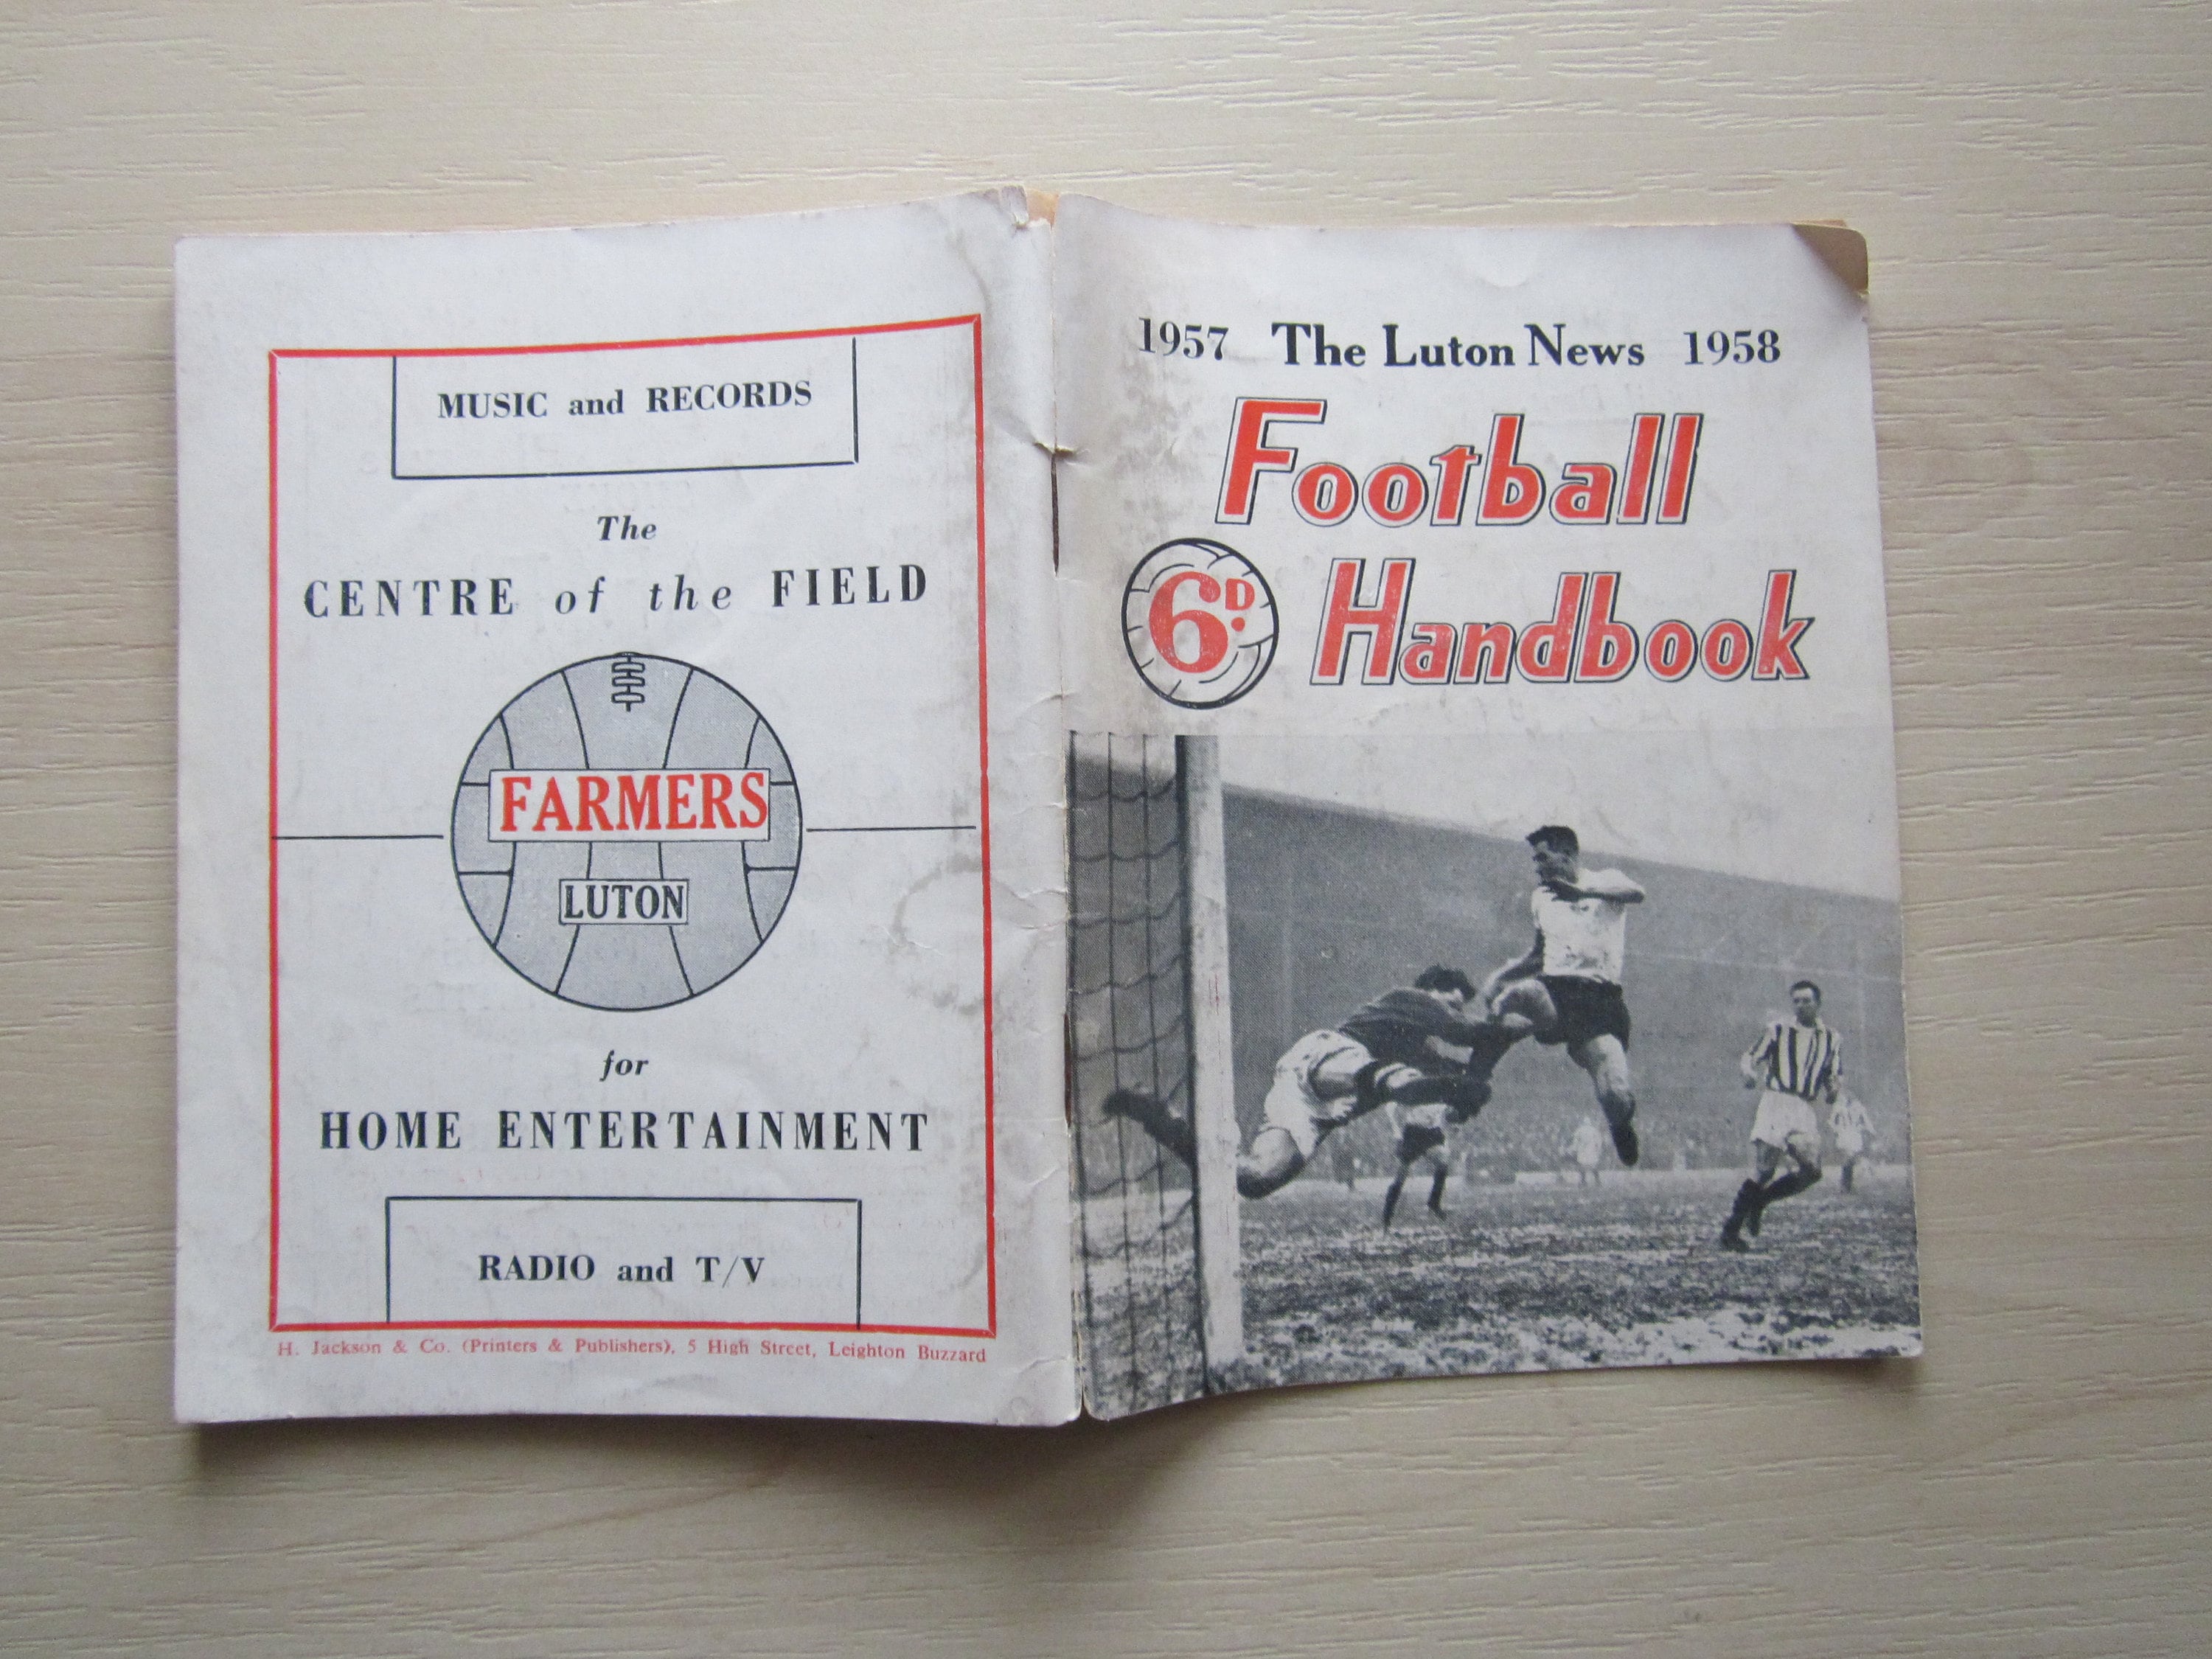 MUSIC and RECORDS
The
CENTRE of the FIELD
FARMERS
LUTON
for
HOME ENTERTAINMENT
RADIO and T/V
H. Jackson & Co. (Printers & Publishers), 5 High Street, Leighton Buzzard
1957 The Luton News 1958
Football
6D.
Handbook